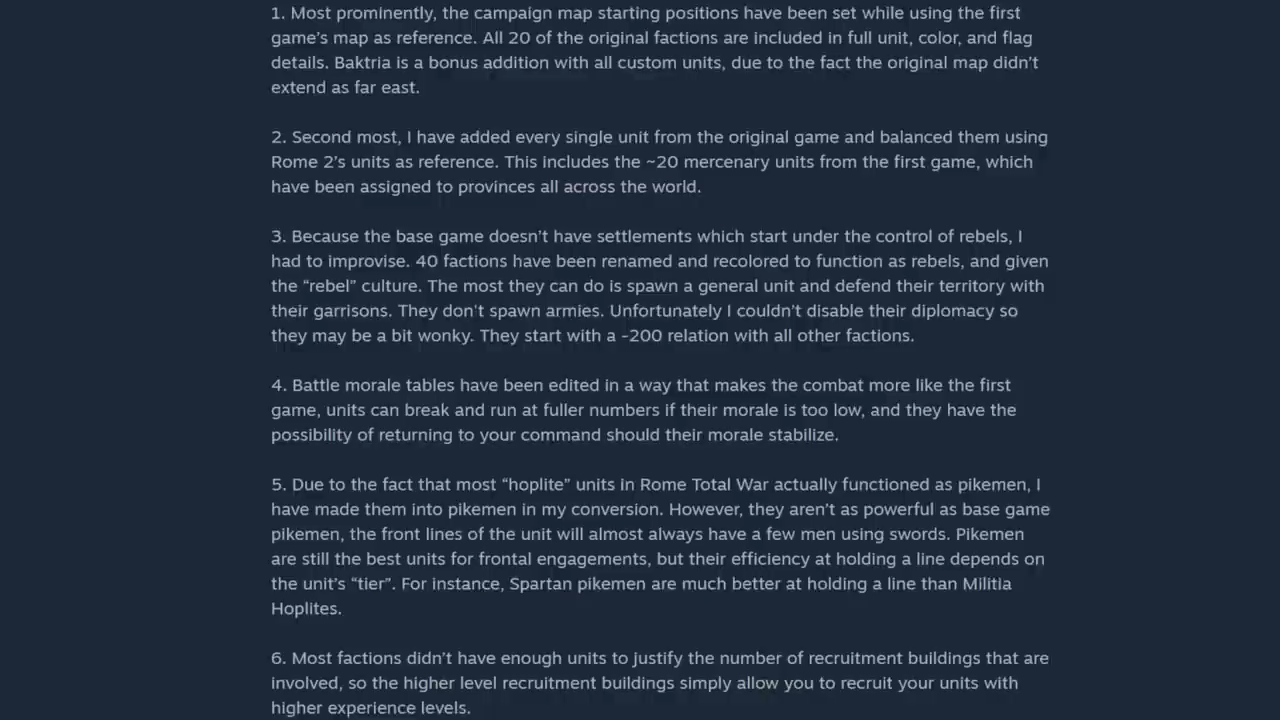 1. Most prominently, the campaign map starting positions have been set while using the first
game's map as reference. All 20 of the original factions are included in full unit, color, and flag
details. Baktria is a bonus addition with all custom units, due to the fact the original map didn't
extend as far east.
2. Second most, I have added every single unit from the original game and balanced them using
Rome 2's units as reference. This includes the ~20 mercenary units from the first game, which
have been assigned to provinces all across the world.
3. Because the base game doesn't have settlements which start under the control of rebels, I
had to improvise. 40 factions have been renamed and recolored to function as rebels, and given
the “rebel” culture. The most they can do is spawn a general unit and defend their territory with
their garrisons. They don't spawn armies. Unfortunately I couldn't disable their diplomacy so
they may be a bit wonky. They start with a -200 relation with all other factions.
4. Battle morale tables have been edited in a way that makes the combat more like the first
game, units can break and run at fuller numbers if their morale is too low, and they have the
possibility of returning to your command should their morale stabilize.
5. Due to the fact that most “hoplite” units in Rome Total War actually functioned as pikemen, I
have made them into pikemen in my conversion. However, they aren't as powerful as base game
pikemen, the front lines of the unit will almost always have a few men using swords. Pikemen
are still the best units for frontal engagements, but their efficiency at holding a line depends on
the unit's “tier”. For instance, Spartan pikemen are much better at holding a line than Militia
Hoplites.
6. Most factions didn't have enough units to justify the number of recruitment buildings that are
involved, so the higher level recruitment buildings simply allow you to recruit your units with
higher experience levels.